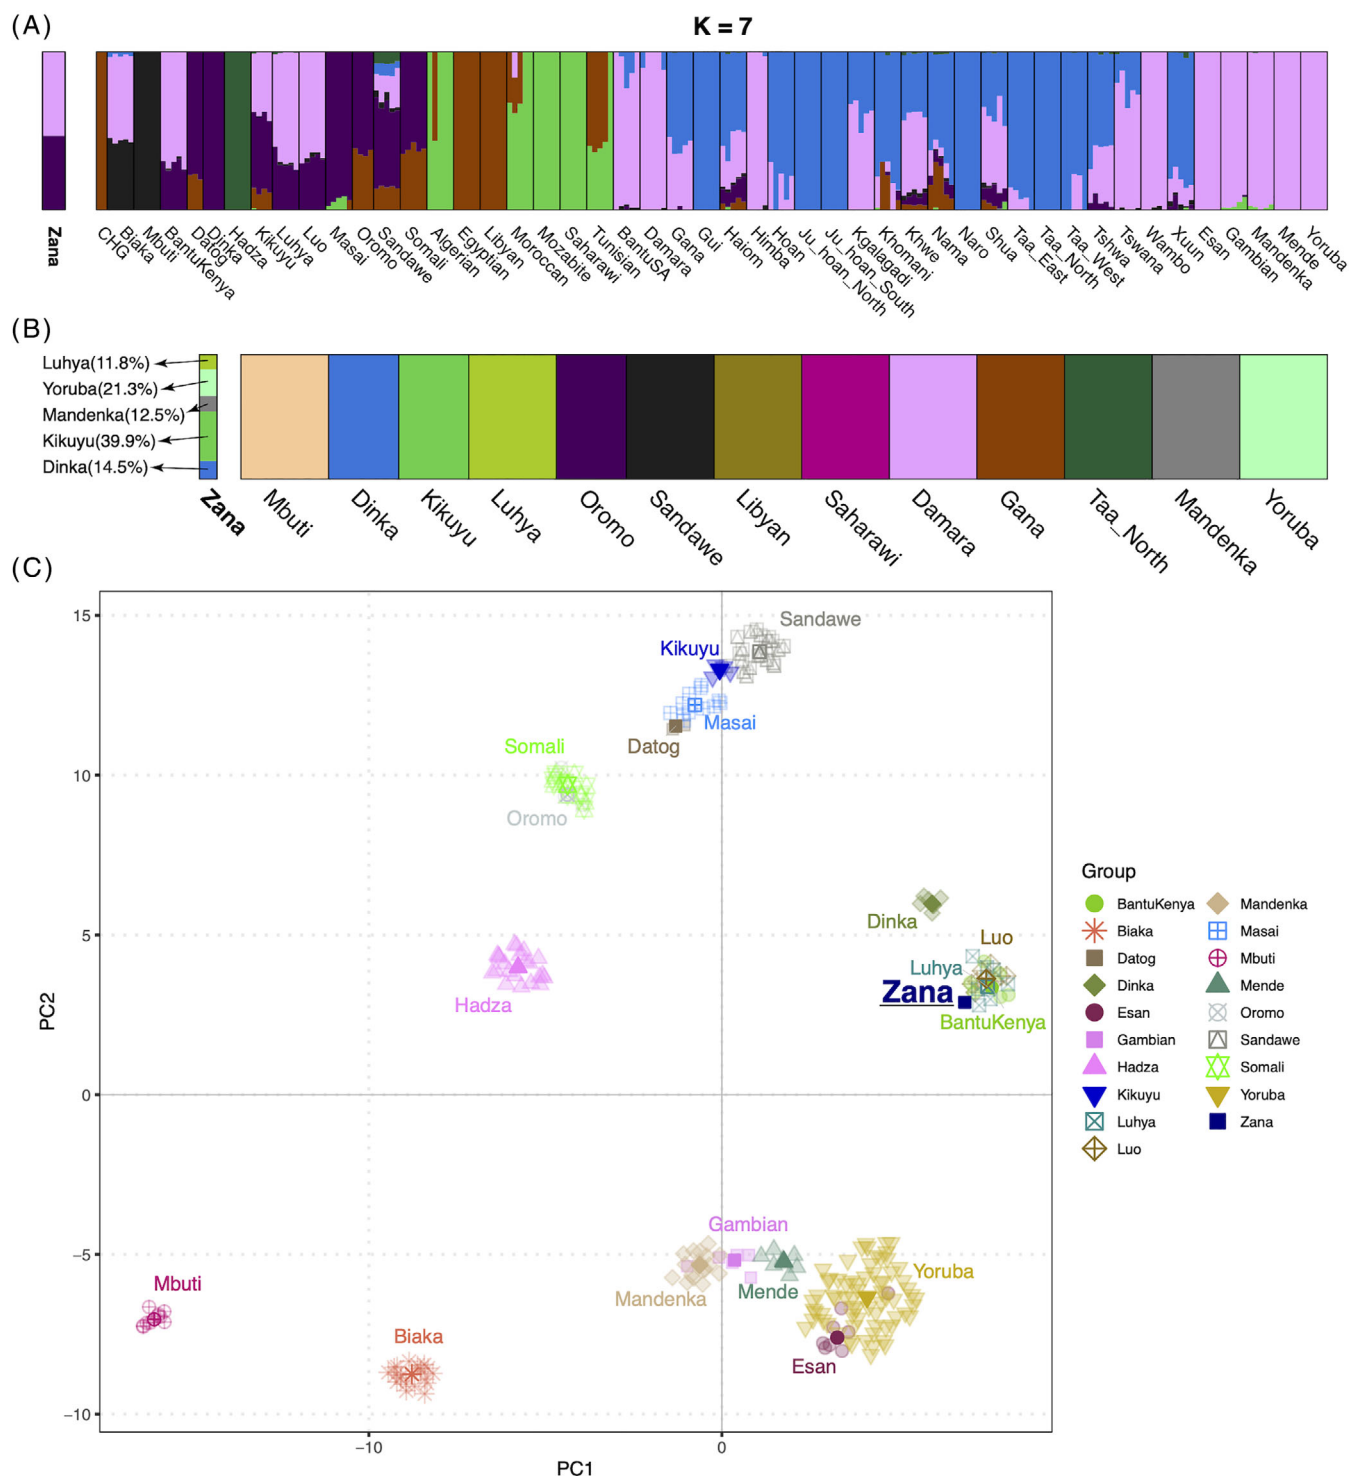 (A)
K = 7
Zana
CHG
Biaka
Mbuti
BantuKenya
Datog
Dinka
Hadza
Kikuyu
Luhya
Luo
Masai
Oromo
Sandawe
Somali
Algerian
Egyptian
Libyan
Moroccan
Mozabite
Saharawi
Tunisian
BantuSA
Damara
Gana
Gui
Haiom
Himba
Hoan
Ju_hoan_North
Ju_hoan_South
Kgalagadi
Khomani
Khwe
Nama
Naro
Shua
Taa_East
Taa_North
Taa_West
Tshwa
Tswana
Wambo
Xuun
Esan
Gambian
Mandenka
Mende
Yoruba
(B)
Luhya(11.8%)
Yoruba(21.3%)
Mandenka(12.5%)
Kikuyu(39.9%)
Dinka(14.5%)
Zana
Mbuti
Dinka
Kikuyu
Luhya
Oromo
Sandawe
Libyan
Saharawi
Damara
Gana
Taa_North
Mandenka
Yoruba
(C)
15
10
5
0
−5
−10
PC2
−10
0
PC1
Sandawe
Kikuyu
Masai
Datog
Somali
Oromo
Dinka
Luo
Luhya
Zana
BantuKenya
Hadza
Gambian
Mandenka
Mende
Yoruba
Esan
Mbuti
Biaka
Group
BantuKenya
Biaka
Datog
Dinka
Esan
Gambian
Hadza
Kikuyu
Luhya
Luo
Mandenka
Masai
Mbuti
Mende
Oromo
Sandawe
Somali
Yoruba
Zana